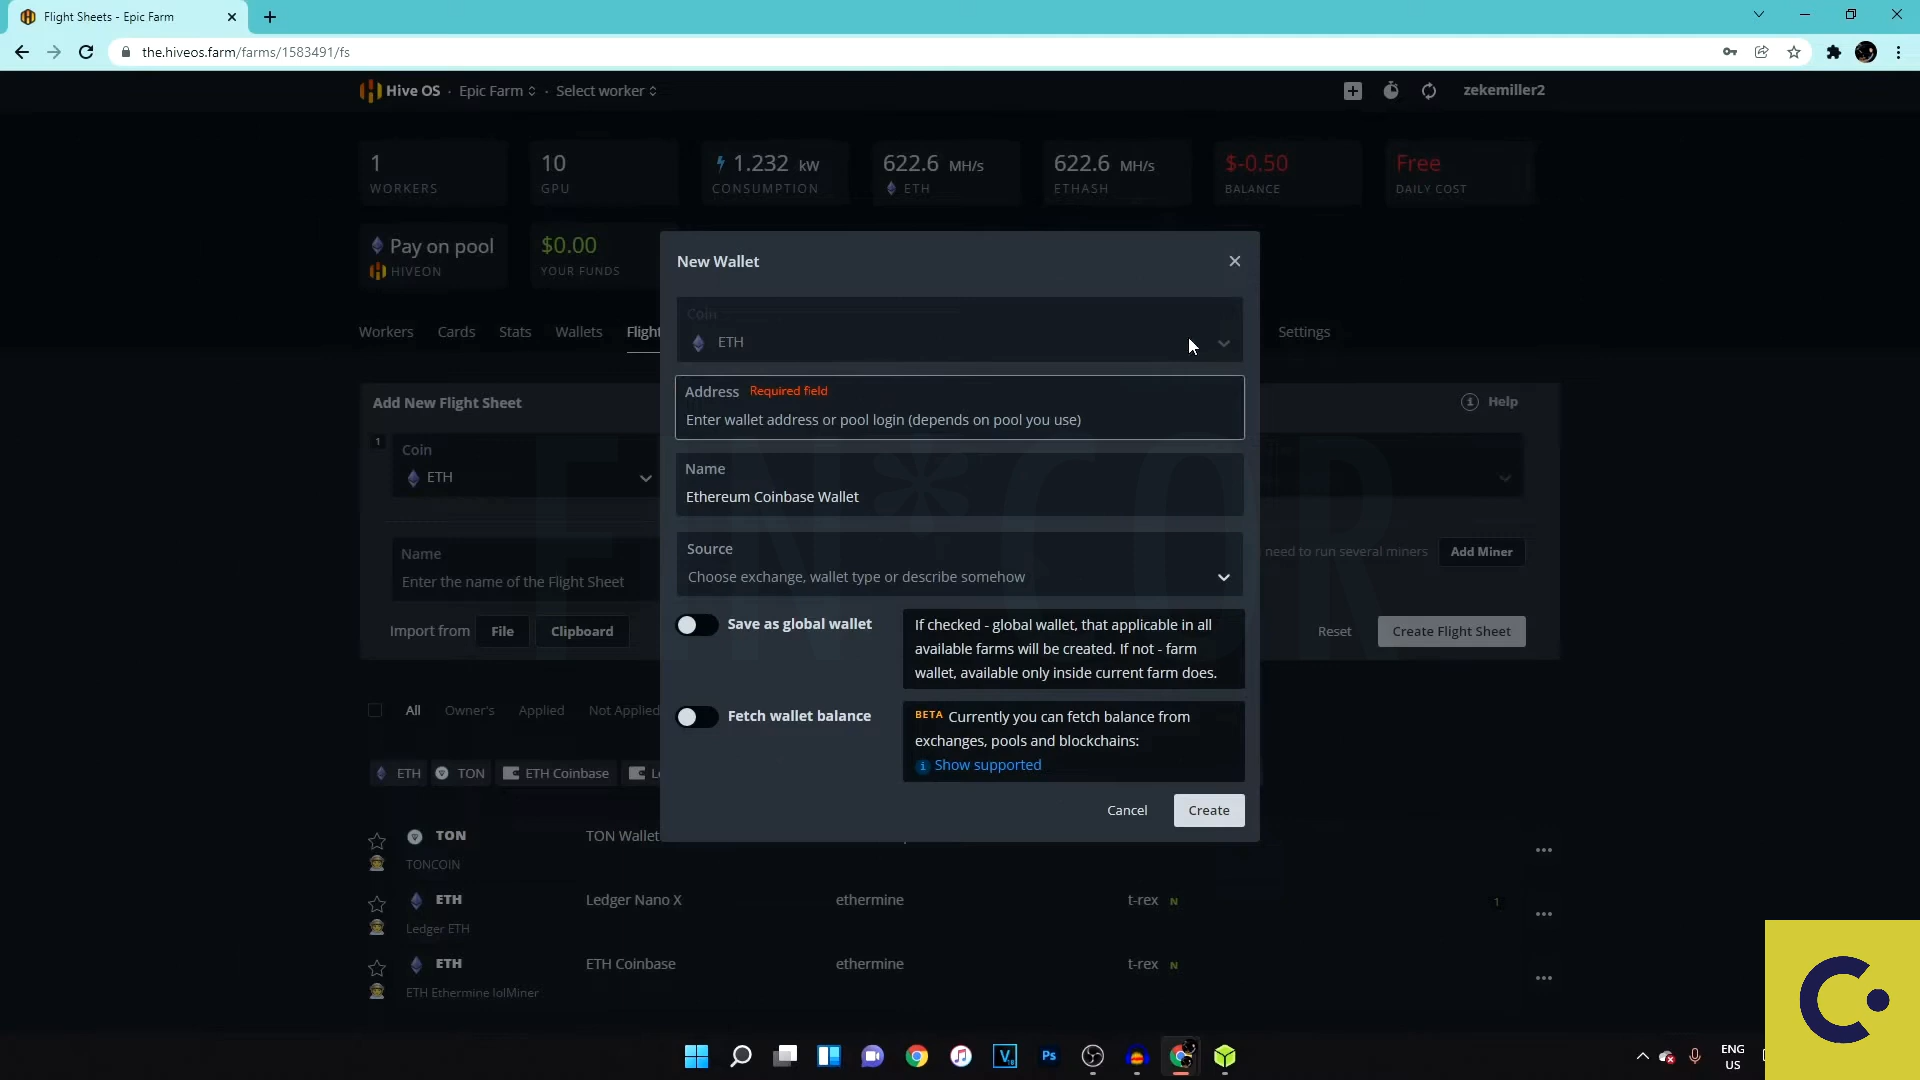 Flight Sheets - Epic Farm
the.hiveos.farm/farms/1583491/fs
Hive OS · Epic Farm · Select worker
zekemiller2
1
WORKERS
10
GPU
1.232 kW
CONSUMPTION
622.6 MH/s
ETH
622.6 MH/s
ETHASH
$-0.50
BALANCE
Free
DAILY COST
Pay on pool
HIVEON
$0.00
YOUR FUNDS
Workers Cards Stats Wallets Flight Settings
New Wallet
Coin
ETH
Address Required field
Enter wallet address or pool login (depends on pool you use)
Name
Ethereum Coinbase Wallet
Source
Choose exchange, wallet type or describe somehow
Save as global wallet
If checked - global wallet, that applicable in all
available farms will be created. If not - farm
wallet, available only inside current farm does.
Fetch wallet balance
BETA Currently you can fetch balance from
exchanges, pools and blockchains:
Show supported
Cancel Create
Add New Flight Sheet
Help
1
Coin
ETH
Name
Enter the name of the Flight Sheet
need to run several miners Add Miner
Import from File Clipboard
Reset Create Flight Sheet
All Owner's Applied Not Applied
ETH TON ETH Coinbase
TON TON Wallet
TONCOIN
ETH Ledger Nano X ethermine t-rex N 1
Ledger ETH
ETH ETH Coinbase ethermine t-rex N
ETH Ethermine lolMiner
ENG
US